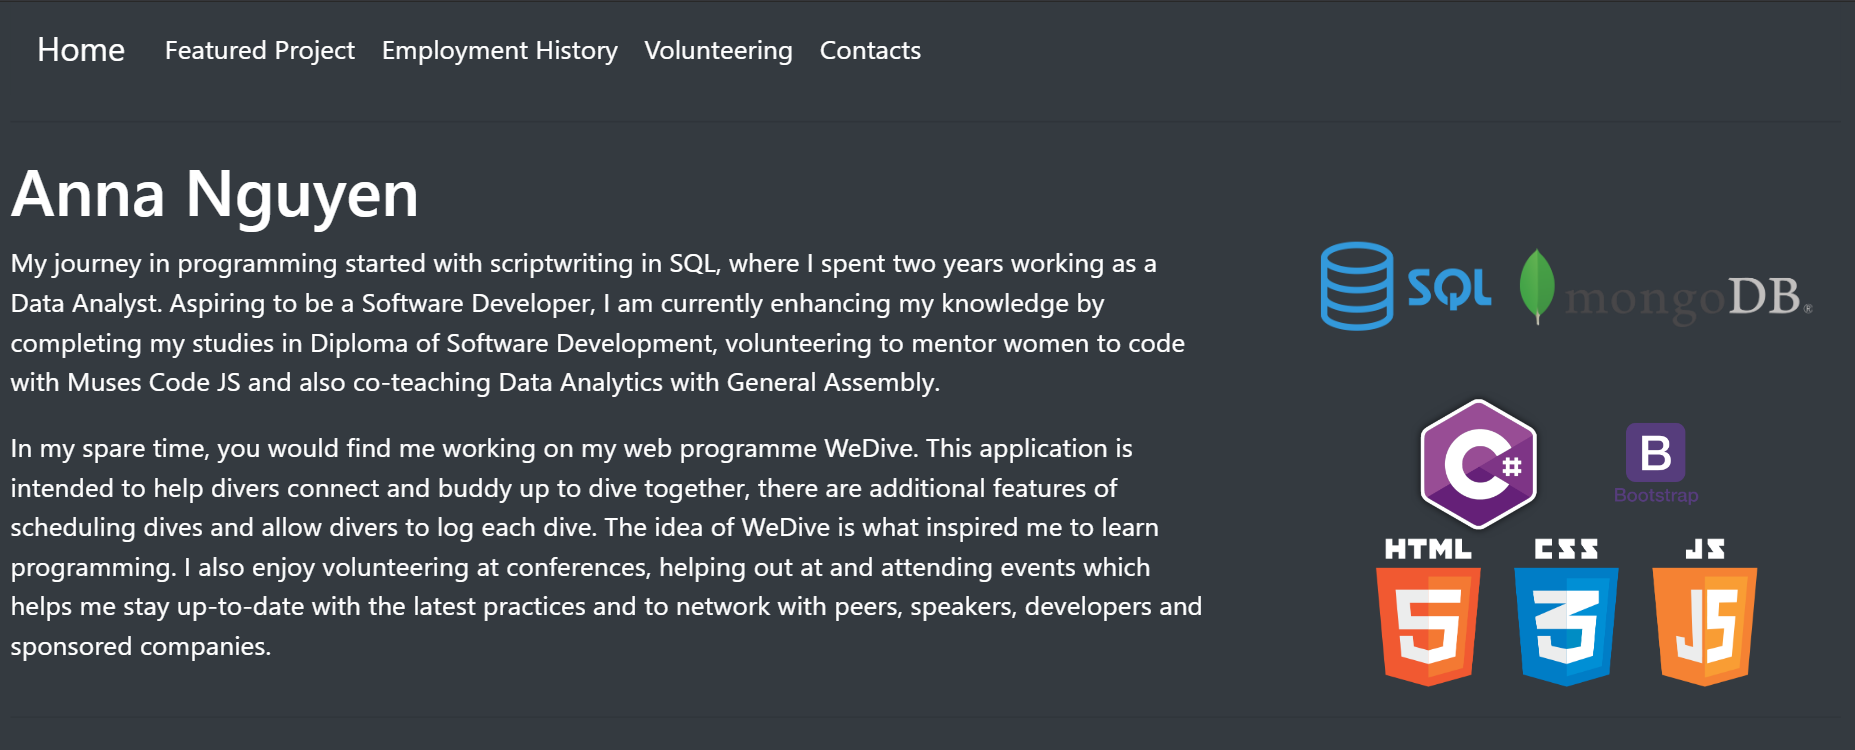 Home Featured Project Employment History Volunteering Contacts
Anna Nguyen
My journey in programming started with scriptwriting in SQL, where I spent two years working as a
Data Analyst. Aspiring to be a Software Developer, I am currently enhancing my knowledge by
completing my studies in Diploma of Software Development, volunteering to mentor women to code
with Muses Code JS and also co-teaching Data Analytics with General Assembly.
In my spare time, you would find me working on my web programme WeDive. This application is
intended to help divers connect and buddy up to dive together, there are additional features of
scheduling dives and allow divers to log each dive. The idea of WeDive is what inspired me to learn
programming. I also enjoy volunteering at conferences, helping out at and attending events which
helps me stay up-to-date with the latest practices and to network with peers, speakers, developers and
sponsored companies.
SQL mongoDB®
C# B
Bootstrap
HTML CSS JS
5 3 JS